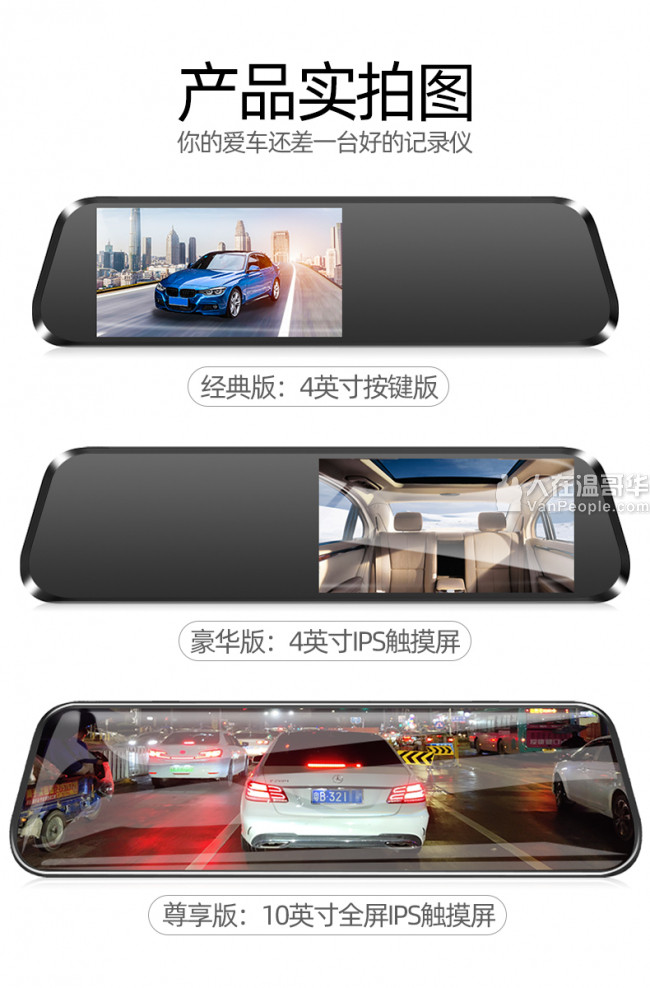 产品实拍图
你的爱车还差一台好的记录仪
经典版：4英寸按键版
人在温哥华
VanPeople.com
豪华版：4英寸IPS触摸屏
尊享版：10英寸全屏IPS触摸屏